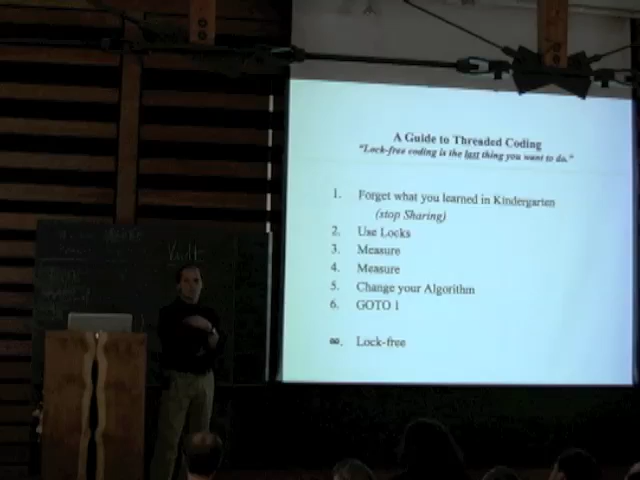 A Guide to Threaded Coding
"Lock-free coding is the last thing you want to do."
1. Forget what you learned in Kindergarten
(stop Sharing)
2. Use Locks
3. Measure
4. Measure
5. Change your Algorithm
6. GOTO 1
∞. Lock-free
Vault